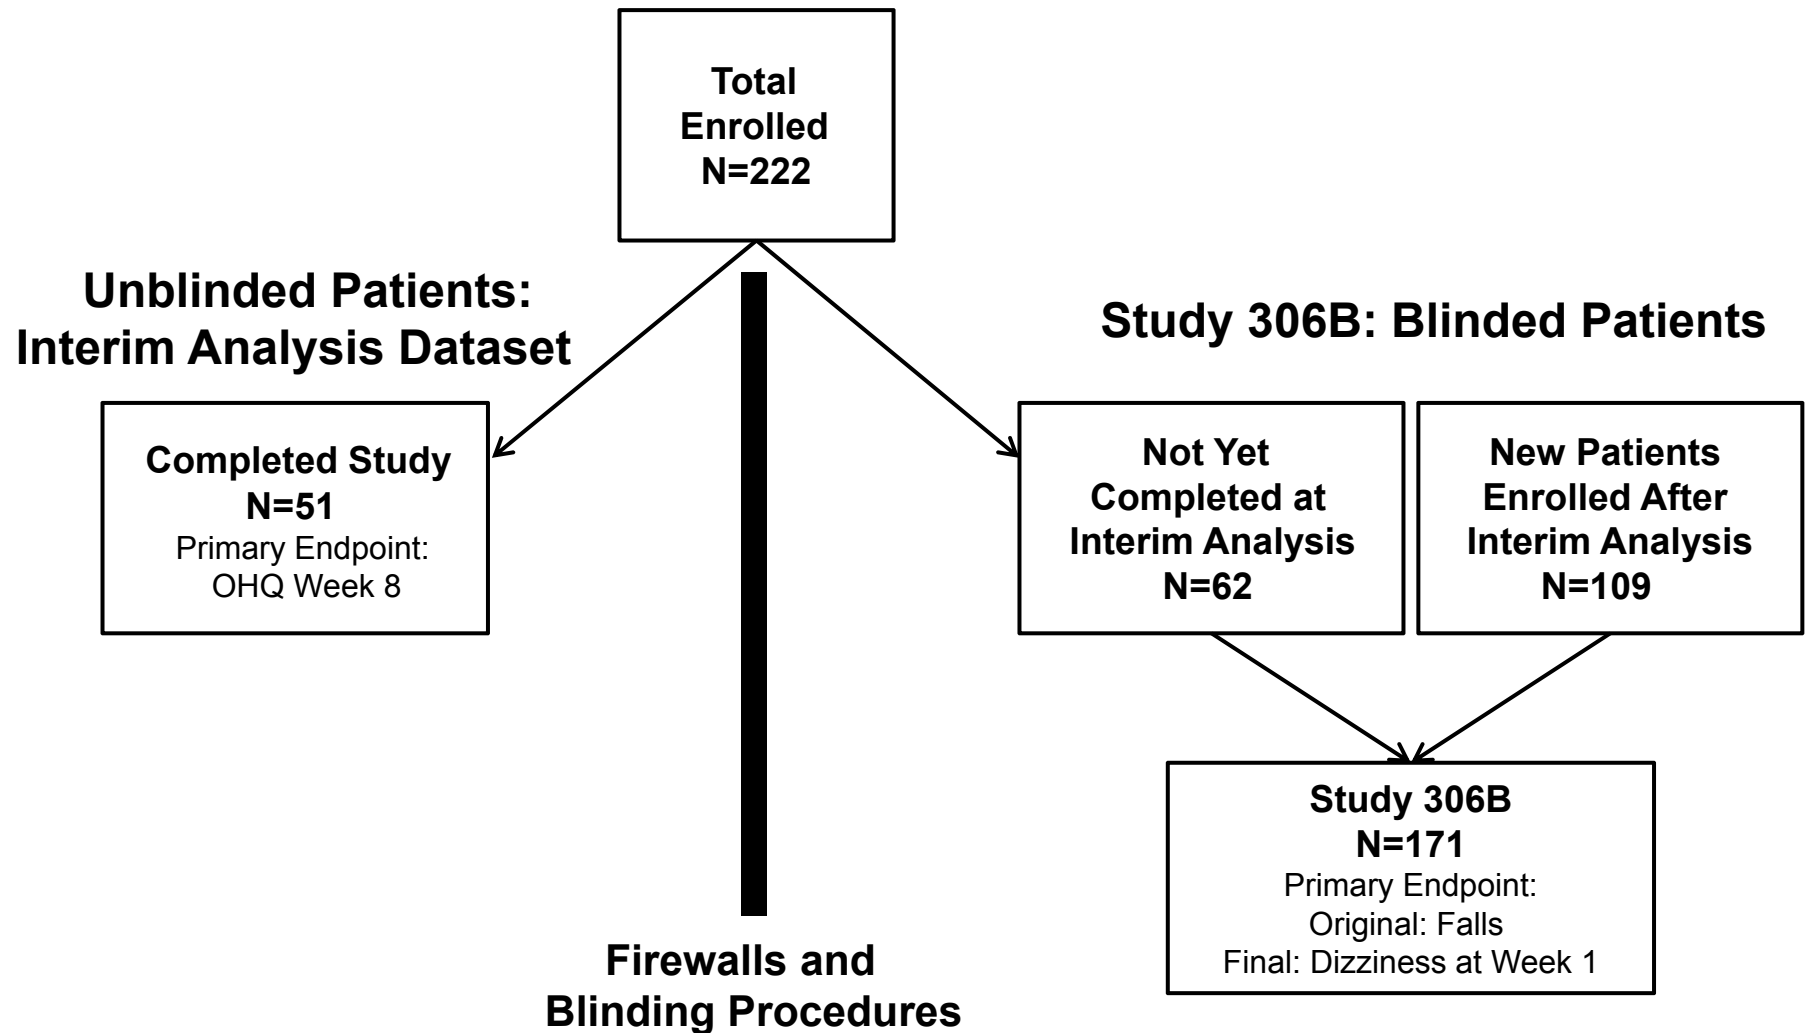 Total
Enrolled
N=222
Unblinded Patients:
Interim Analysis Dataset
Completed Study
N=51
Primary Endpoint:
OHQ Week 8
Firewalls and
Blinding Procedures
Study 306B: Blinded Patients
Not Yet
Completed at
Interim Analysis
N=62
New Patients
Enrolled After
Interim Analysis
N=109
Study 306B
N=171
Primary Endpoint:
Original: Falls
Final: Dizziness at Week 1